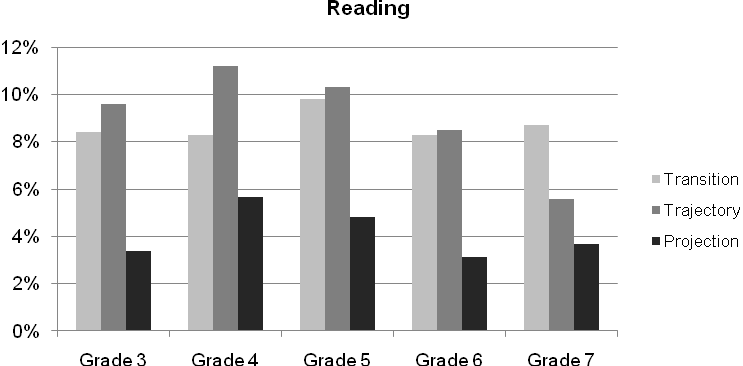 Reading
12%
10%
8%
6%
4%
2%
0%
Grade 3 Grade 4 Grade 5 Grade 6 Grade 7
Transition
Trajectory
Projection